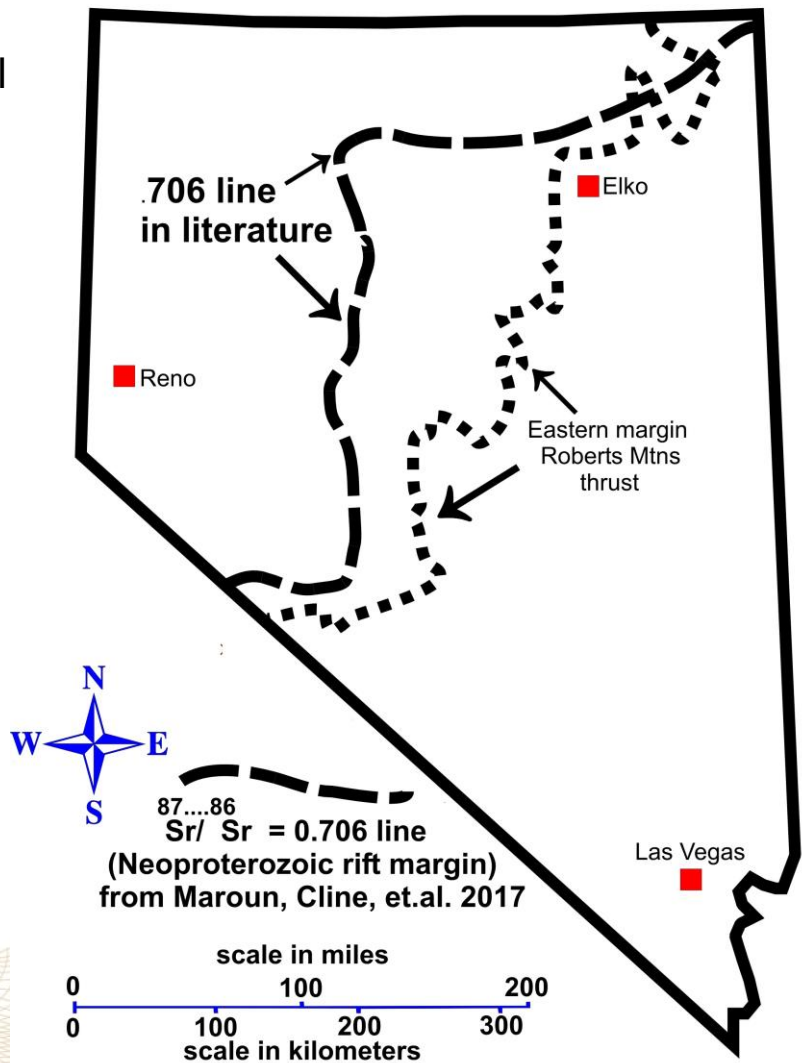 .706 line
in literature
Elko
Reno
Eastern margin
Roberts Mtns
thrust
N
W E
S
87....86
Sr/ Sr = 0.706 line
(Neoproterozoic rift margin)
from Maroun, Cline, et.al. 2017
Las Vegas
scale in miles
0 100 200
0 100 200 300
scale in kilometers